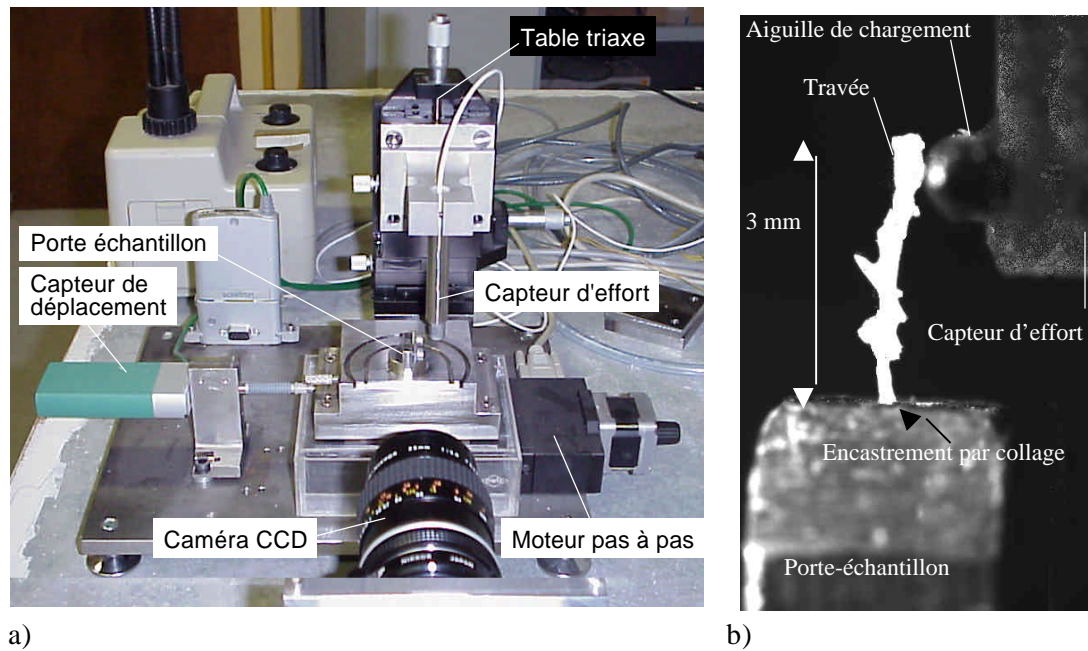 Table triaxe
Porte échantillon
Capteur de
déplacement
Capteur d'effort
Caméra CCD
Moteur pas à pas
a)
Aiguille de chargement
Travée
3 mm
Capteur d’effort
Encastrement par collage
Porte-échantillon
b)